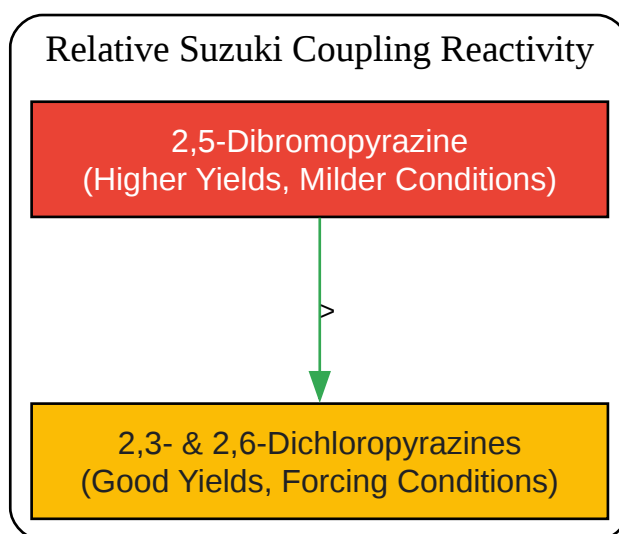 Relative Suzuki Coupling Reactivity
2,5-Dibromopyrazine
(Higher Yields, Milder Conditions)
>
2,3- & 2,6-Dichloropyrazines
(Good Yields, Forcing Conditions)